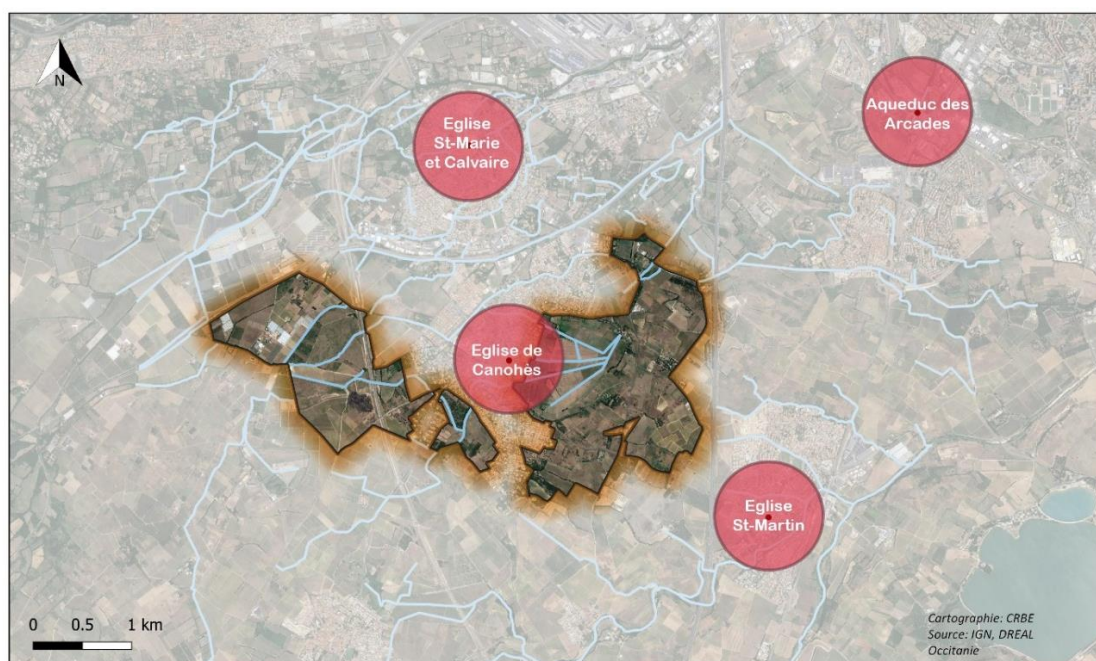 N
Eglise
St-Marie
et Calvaire
Aqueduc des
Arcades
Eglise de
Canohès
Eglise
St-Martin
0 0.5 1 km
Cartographie: CRBE
Source: IGN, DREAL
Occitanie